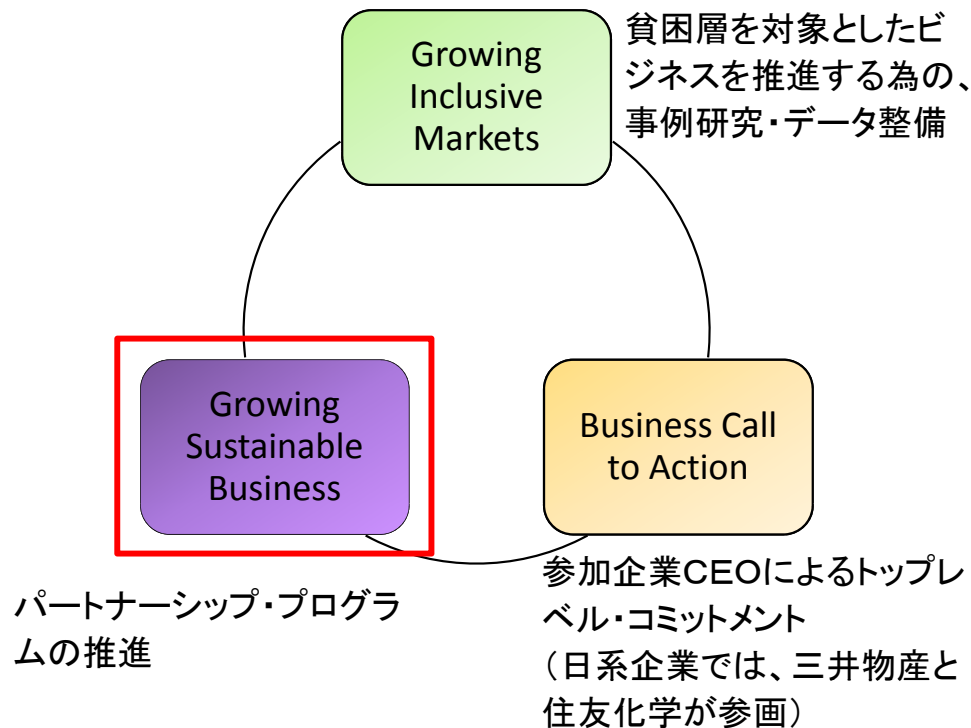 Growing
Inclusive
Markets
貧困層を対象としたビ
ジネスを推進する為の、
事例研究・データ整備
Growing
Sustainable
Business
パートナーシップ・プログラ
ムの推進
Business Call
to Action
参加企業CEOによるトップレ
ベル・コミットメント
（日系企業では、三井物産と
住友化学が参画）